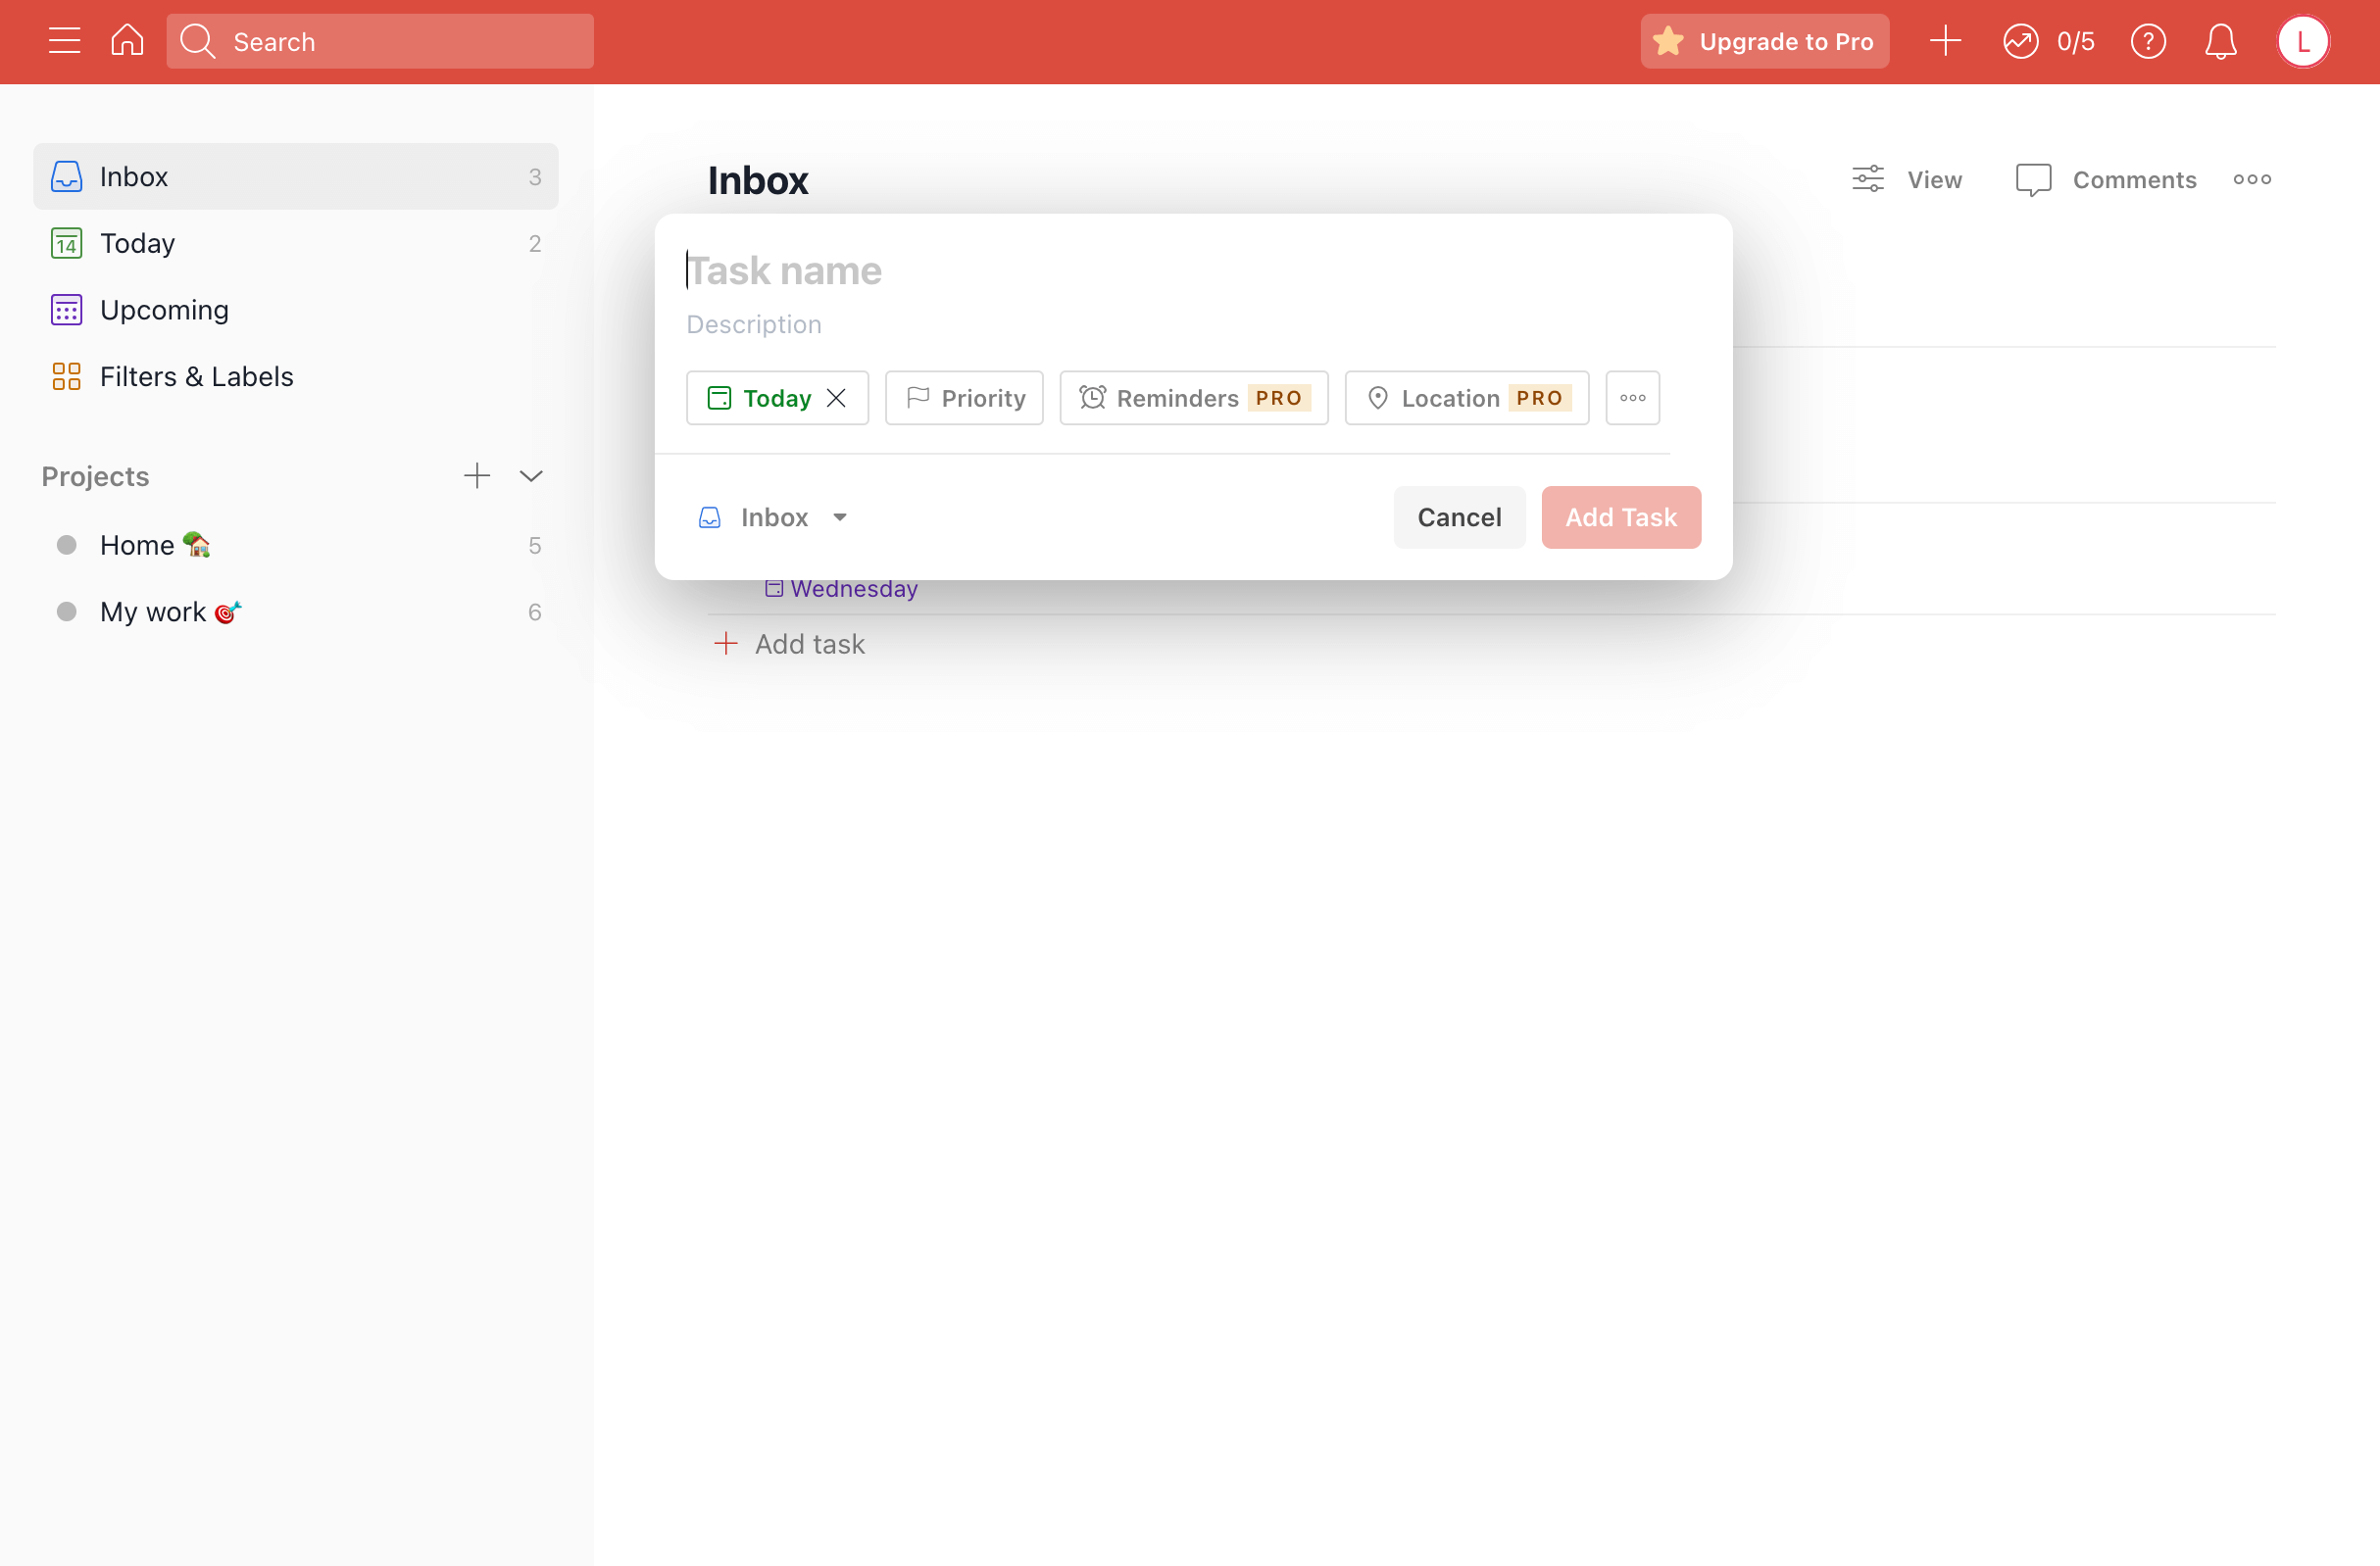 Search
Upgrade to Pro
0/5
L
Inbox 3
14 Today 2
Upcoming
Filters & Labels
Projects
Home 5
My work 6
Inbox
View
Comments
Task name
Description
Today
Priority
Reminders PRO
Location PRO
Inbox
Cancel
Add Task
Wednesday
Add task